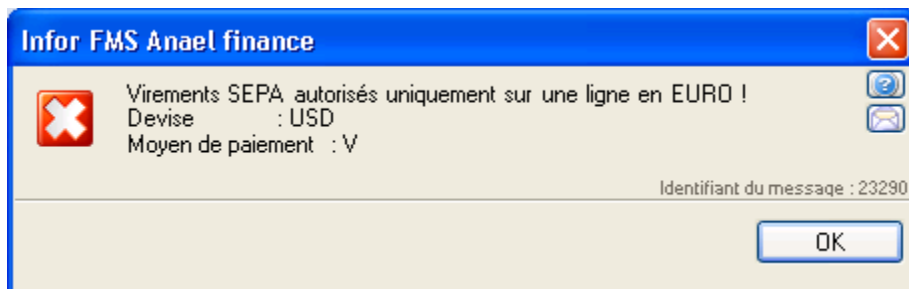 Infor FMS Anael finance
Virements SEPA autorisés uniquement sur une ligne en EURO !
Devise : USD
Moyen de paiement : V
Identifiant du message : 23290
OK